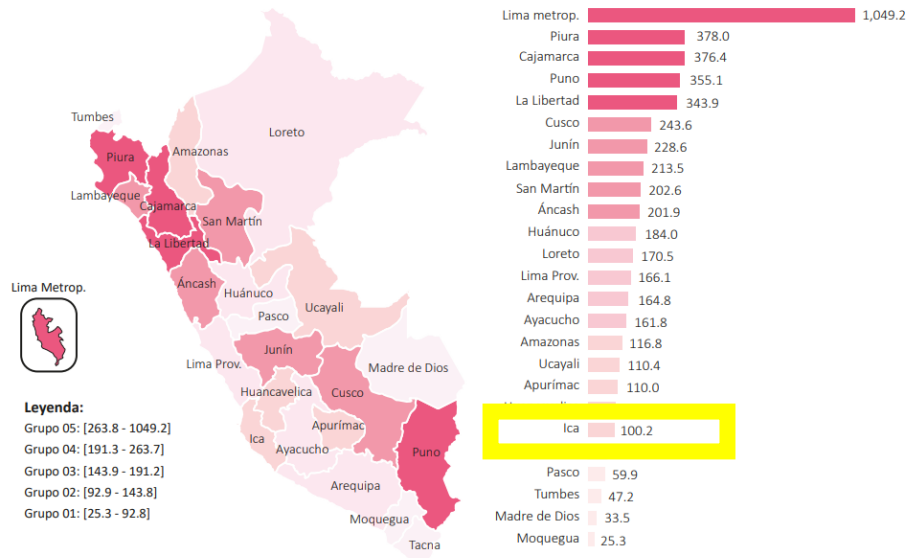 Tumbes
Piura
Amazonas
Loreto
Lambayeque
Cajamarca
San Martín
La Libertad
Áncash
Huánuco
Ucayali
Pasco
Lima Metrop.
Junín
Lima Prov.
Madre de Dios
Huancavelica
Cusco
Apurímac
Ica
Ayacucho
Puno
Arequipa
Moquegua
Tacna
Leyenda:
Grupo 05: [263.8 - 1049.2]
Grupo 04: [191.3 - 263.7]
Grupo 03: [143.9 - 191.2]
Grupo 02: [92.9 - 143.8]
Grupo 01: [25.3 - 92.8]
Lima metrop. 1,049.2
Piura 378.0
Cajamarca 376.4
Puno 355.1
La Libertad 343.9
Cusco 243.6
Junín 228.6
Lambayeque 213.5
San Martín 202.6
Áncash 201.9
Huánuco 184.0
Loreto 170.5
Lima Prov. 166.1
Arequipa 164.8
Ayacucho 161.8
Amazonas 116.8
Ucayali 110.4
Apurímac 110.0
Ica 100.2
Pasco 59.9
Tumbes 47.2
Madre de Dios 33.5
Moquegua 25.3